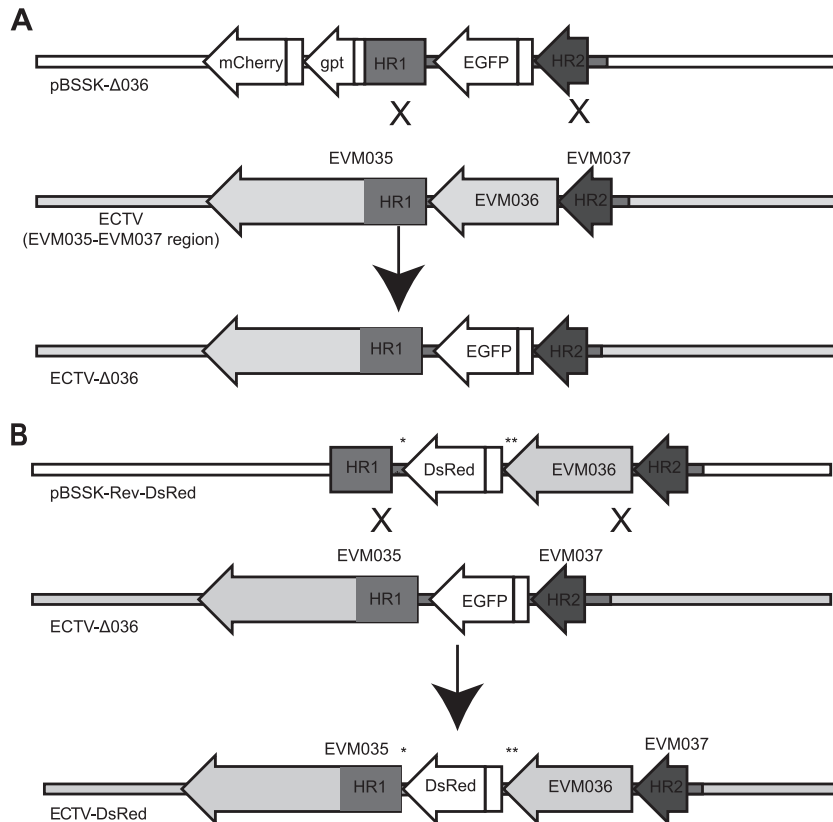 A
mCherry gpt HR1 EGFP HR2
pBSSK-Δ036
X X
EVM035 EVM037
HR1 EVM036 HR2
ECTV
(EVM035-EVM037 region)
HR1 EGFP HR2
ECTV-Δ036
B
* **
HR1 DsRed EVM036 HR2
pBSSK-Rev-DsRed
X X
EVM035 EVM037
HR1 EGFP HR2
ECTV-Δ036
EVM035 * ** EVM037
HR1 DsRed EVM036 HR2
ECTV-DsRed